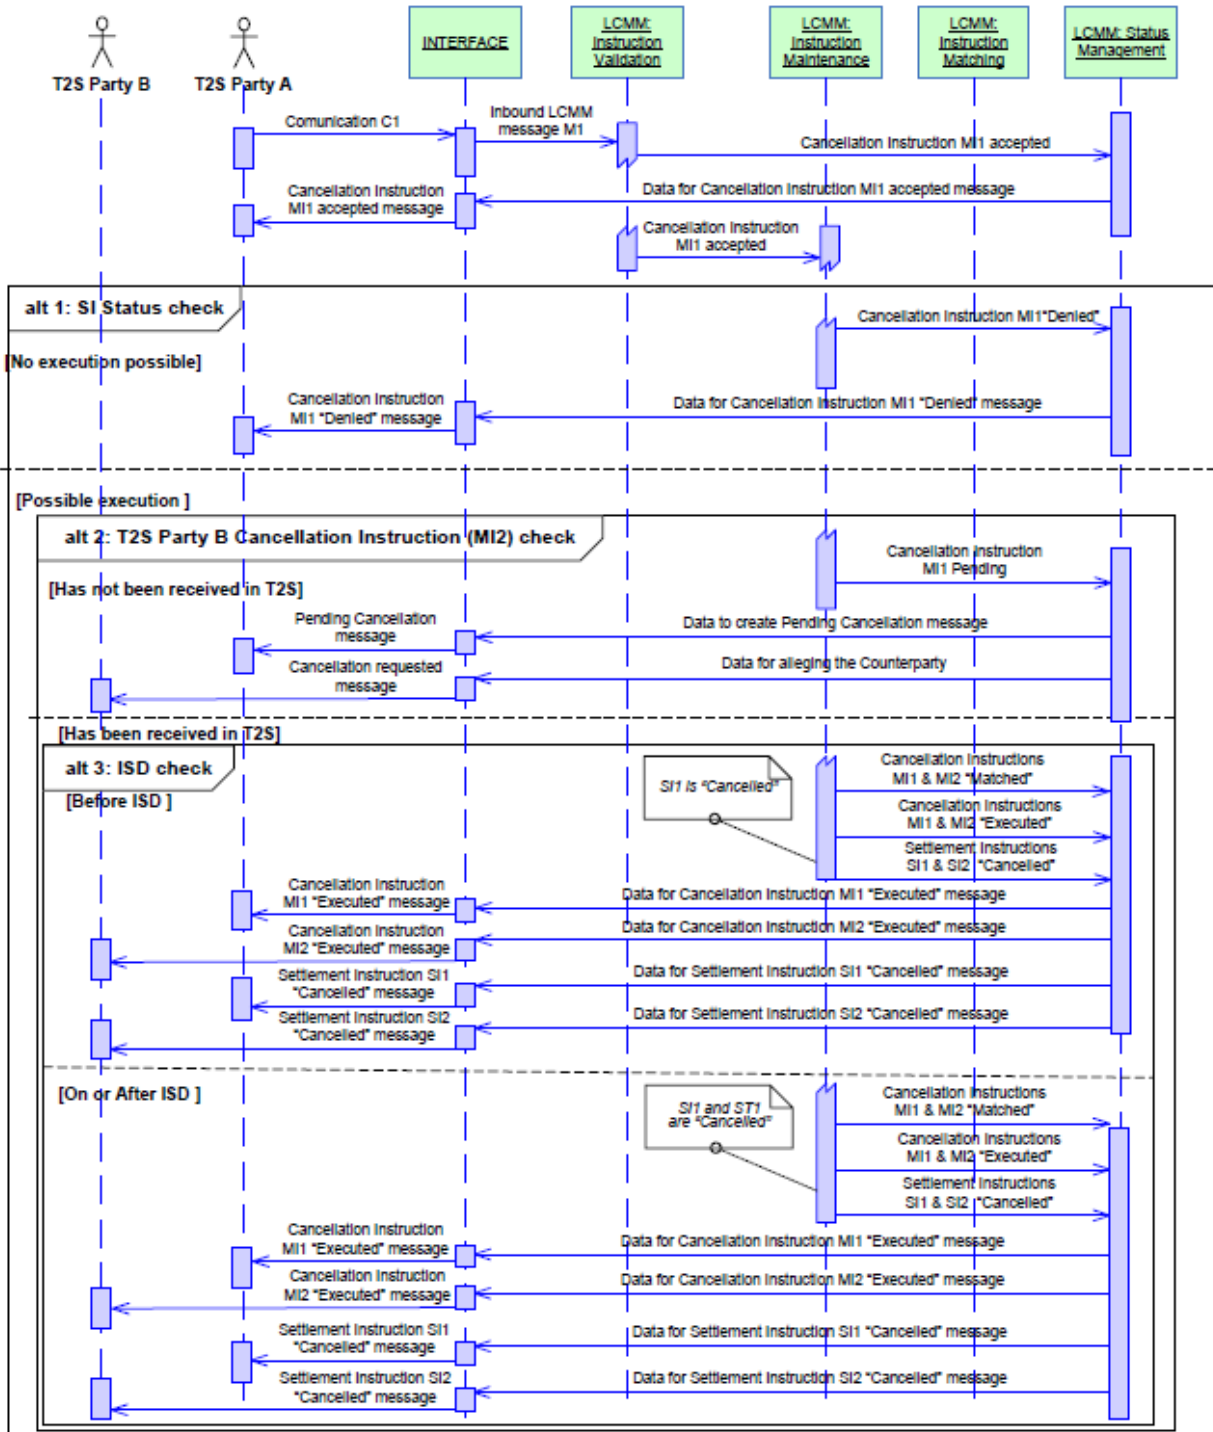 T2S Party B
T2S Party A
INTERFACE
LCMM:
Instruction
Validation
LCMM:
Instruction
Maintenance
LCMM:
Instruction
Matching
LCMM: Status
Management
Comunication C1
Inbound LCMM
message M1
Cancellation Instruction MI1 accepted
Cancellation Instruction
MI1 accepted message
Data for Cancellation Instruction MI1 accepted message
Cancellation Instruction
MI1 accepted
alt 1: SI Status check
Cancellation Instruction MI1“Denied”
[No execution possible]
Cancellation Instruction
MI1 “Denied” message
Data for Cancellation Instruction MI1 “Denied” message
[Possible execution ]
alt 2: T2S Party B Cancellation Instruction (MI2) check
Cancellation Instruction
MI1 Pending
[Has not been received in T2S]
Pending Cancellation
message
Data to create Pending Cancellation message
Cancellation requested
message
Data for alleging the Counterparty
[Has been received in T2S]
alt 3: ISD check
[Before ISD ]
SI1 is “Cancelled”
Cancellation Instructions
MI1 & MI2 “Matched”
Cancellation Instructions
MI1 & MI2 “Executed”
Settlement Instructions
SI1 & SI2 “Cancelled”
Cancellation Instruction
MI1 “Executed” message
Data for Cancellation Instruction MI1 “Executed” message
Cancellation Instruction
MI2 “Executed” message
Data for Cancellation Instruction MI2 “Executed” message
Settlement Instruction SI1
“Cancelled” message
Data for Settlement Instruction SI1 “Cancelled” message
Settlement Instruction SI2
“Cancelled” message
Data for Settlement Instruction SI2 “Cancelled” message
[On or After ISD ]
SI1 and ST1
are “Cancelled”
Cancellation Instructions
MI1 & MI2 “Matched”
Cancellation Instructions
MI1 & MI2 “Executed”
Settlement Instructions
SI1 & SI2 “Cancelled”
Cancellation Instruction
MI1 “Executed” message
Data for Cancellation Instruction MI1 “Executed” message
Cancellation Instruction
MI2 “Executed” message
Data for Cancellation Instruction MI2 “Executed” message
Settlement Instruction SI1
“Cancelled” message
Data for Settlement Instruction SI1 “Cancelled” message
Settlement Instruction SI2
“Cancelled” message
Data for Settlement Instruction SI2 “Cancelled” message